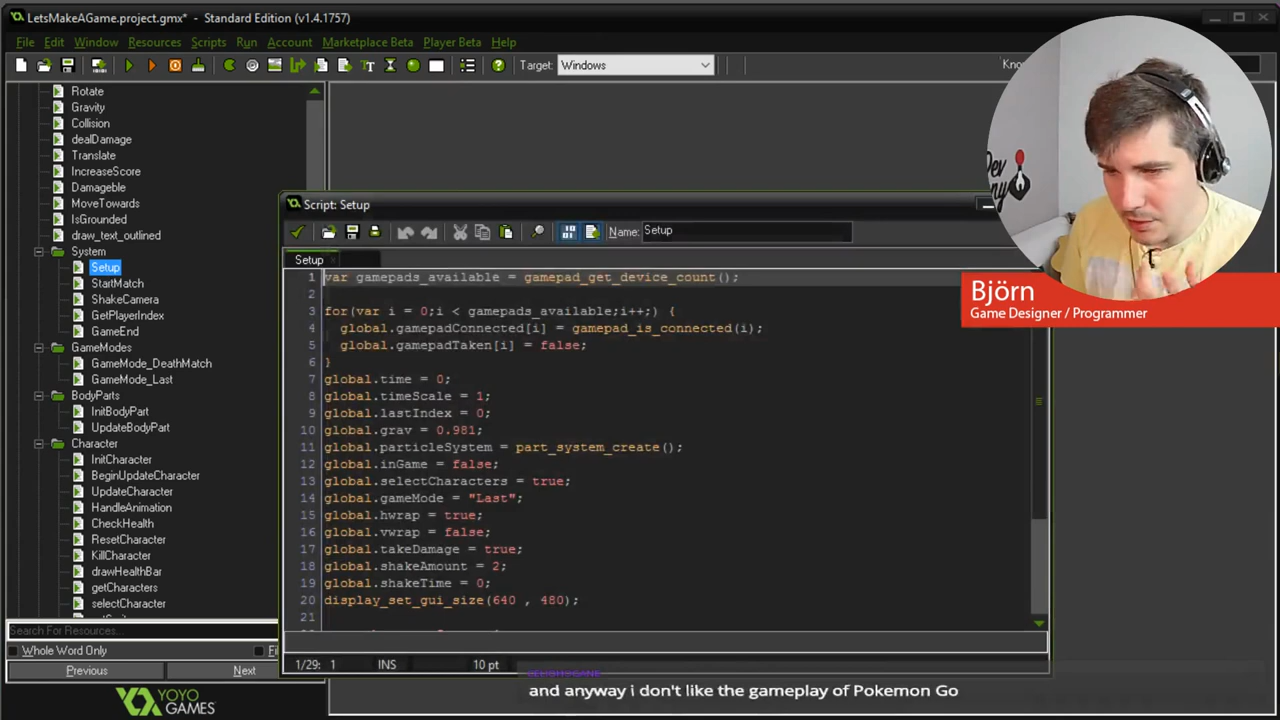 LetsMakeAGame.project.gmx* - Standard Edition (v1.4.1757)
File Edit Window Resources Scripts Run Account Marketplace Beta Player Beta Help
Target: Windows
Rotate
Gravity
Collision
dealDamage
Translate
IncreaseScore
Damageble
MoveTowards
IsGrounded
draw_text_outlined
System
Setup
StartMatch
ShakeCamera
GetPlayerIndex
GameEnd
GameModes
GameMode_DeathMatch
GameMode_Last
BodyParts
InitBodyPart
UpdateBodyPart
Character
InitCharacter
BeginUpdateCharacter
UpdateCharacter
HandleAnimation
CheckHealth
ResetCharacter
KillCharacter
drawHealthBar
getCharacters
selectCharacter
Search For Resources...
Whole Word Only
Previous Next
YOYO
GAMES
Script: Setup
Name: Setup
Setup
1 var gamepads_available = gamepad_get_device_count();
2
3 for(var i = 0;i < gamepads_available;i++;) {
4 global.gamepadConnected[i] = gamepad_is_connected(i);
5 global.gamepadTaken[i] = false;
6 }
7 global.time = 0;
8 global.timeScale = 1;
9 global.lastIndex = 0;
10 global.grav = 0.981;
11 global.particleSystem = part_system_create();
12 global.inGame = false;
13 global.selectCharacters = true;
14 global.gameMode = "Last";
15 global.hwrap = true;
16 global.vwrap = false;
17 global.takeDamage = true;
18 global.shakeAmount = 2;
19 global.shakeTime = 0;
20 display_set_gui_size(640 , 480);
21
1/29: 1 INS 10 pt
Björn
Game Designer / Programmer
and anyway i don't like the gameplay of Pokemon Go